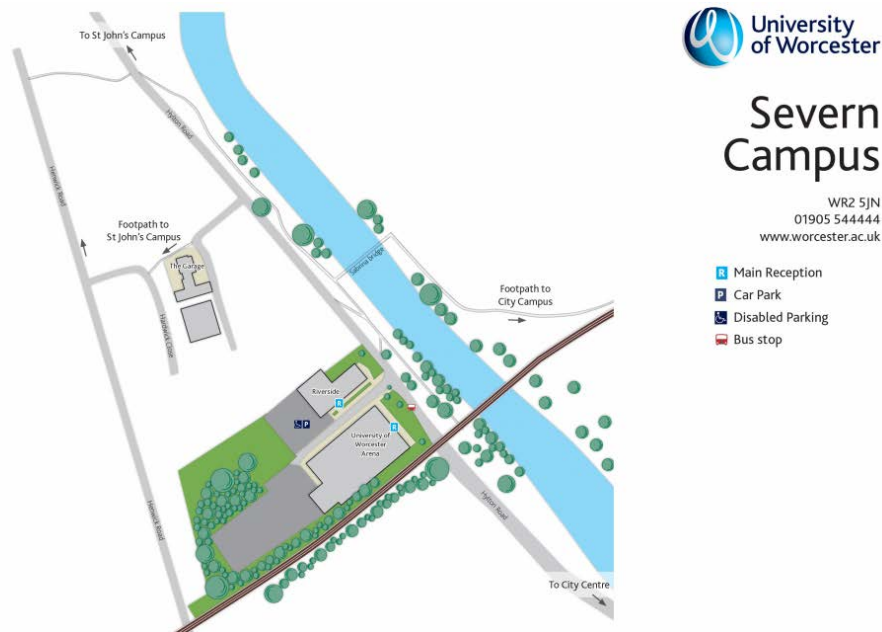 To St John's Campus
Hylton Road
Henwick Road
Footpath to
St John's Campus
The Garage
Hardwick Close
Sabrina Bridge
Footpath to
City Campus
Riverside
R
P
University of
Worcester
Arena
R
Henwick Road
Hylton Road
To City Centre
University
of Worcester
Severn
Campus
WR2 5JN
01905 544444
www.worcester.ac.uk
R Main Reception
P Car Park
Disabled Parking
Bus stop